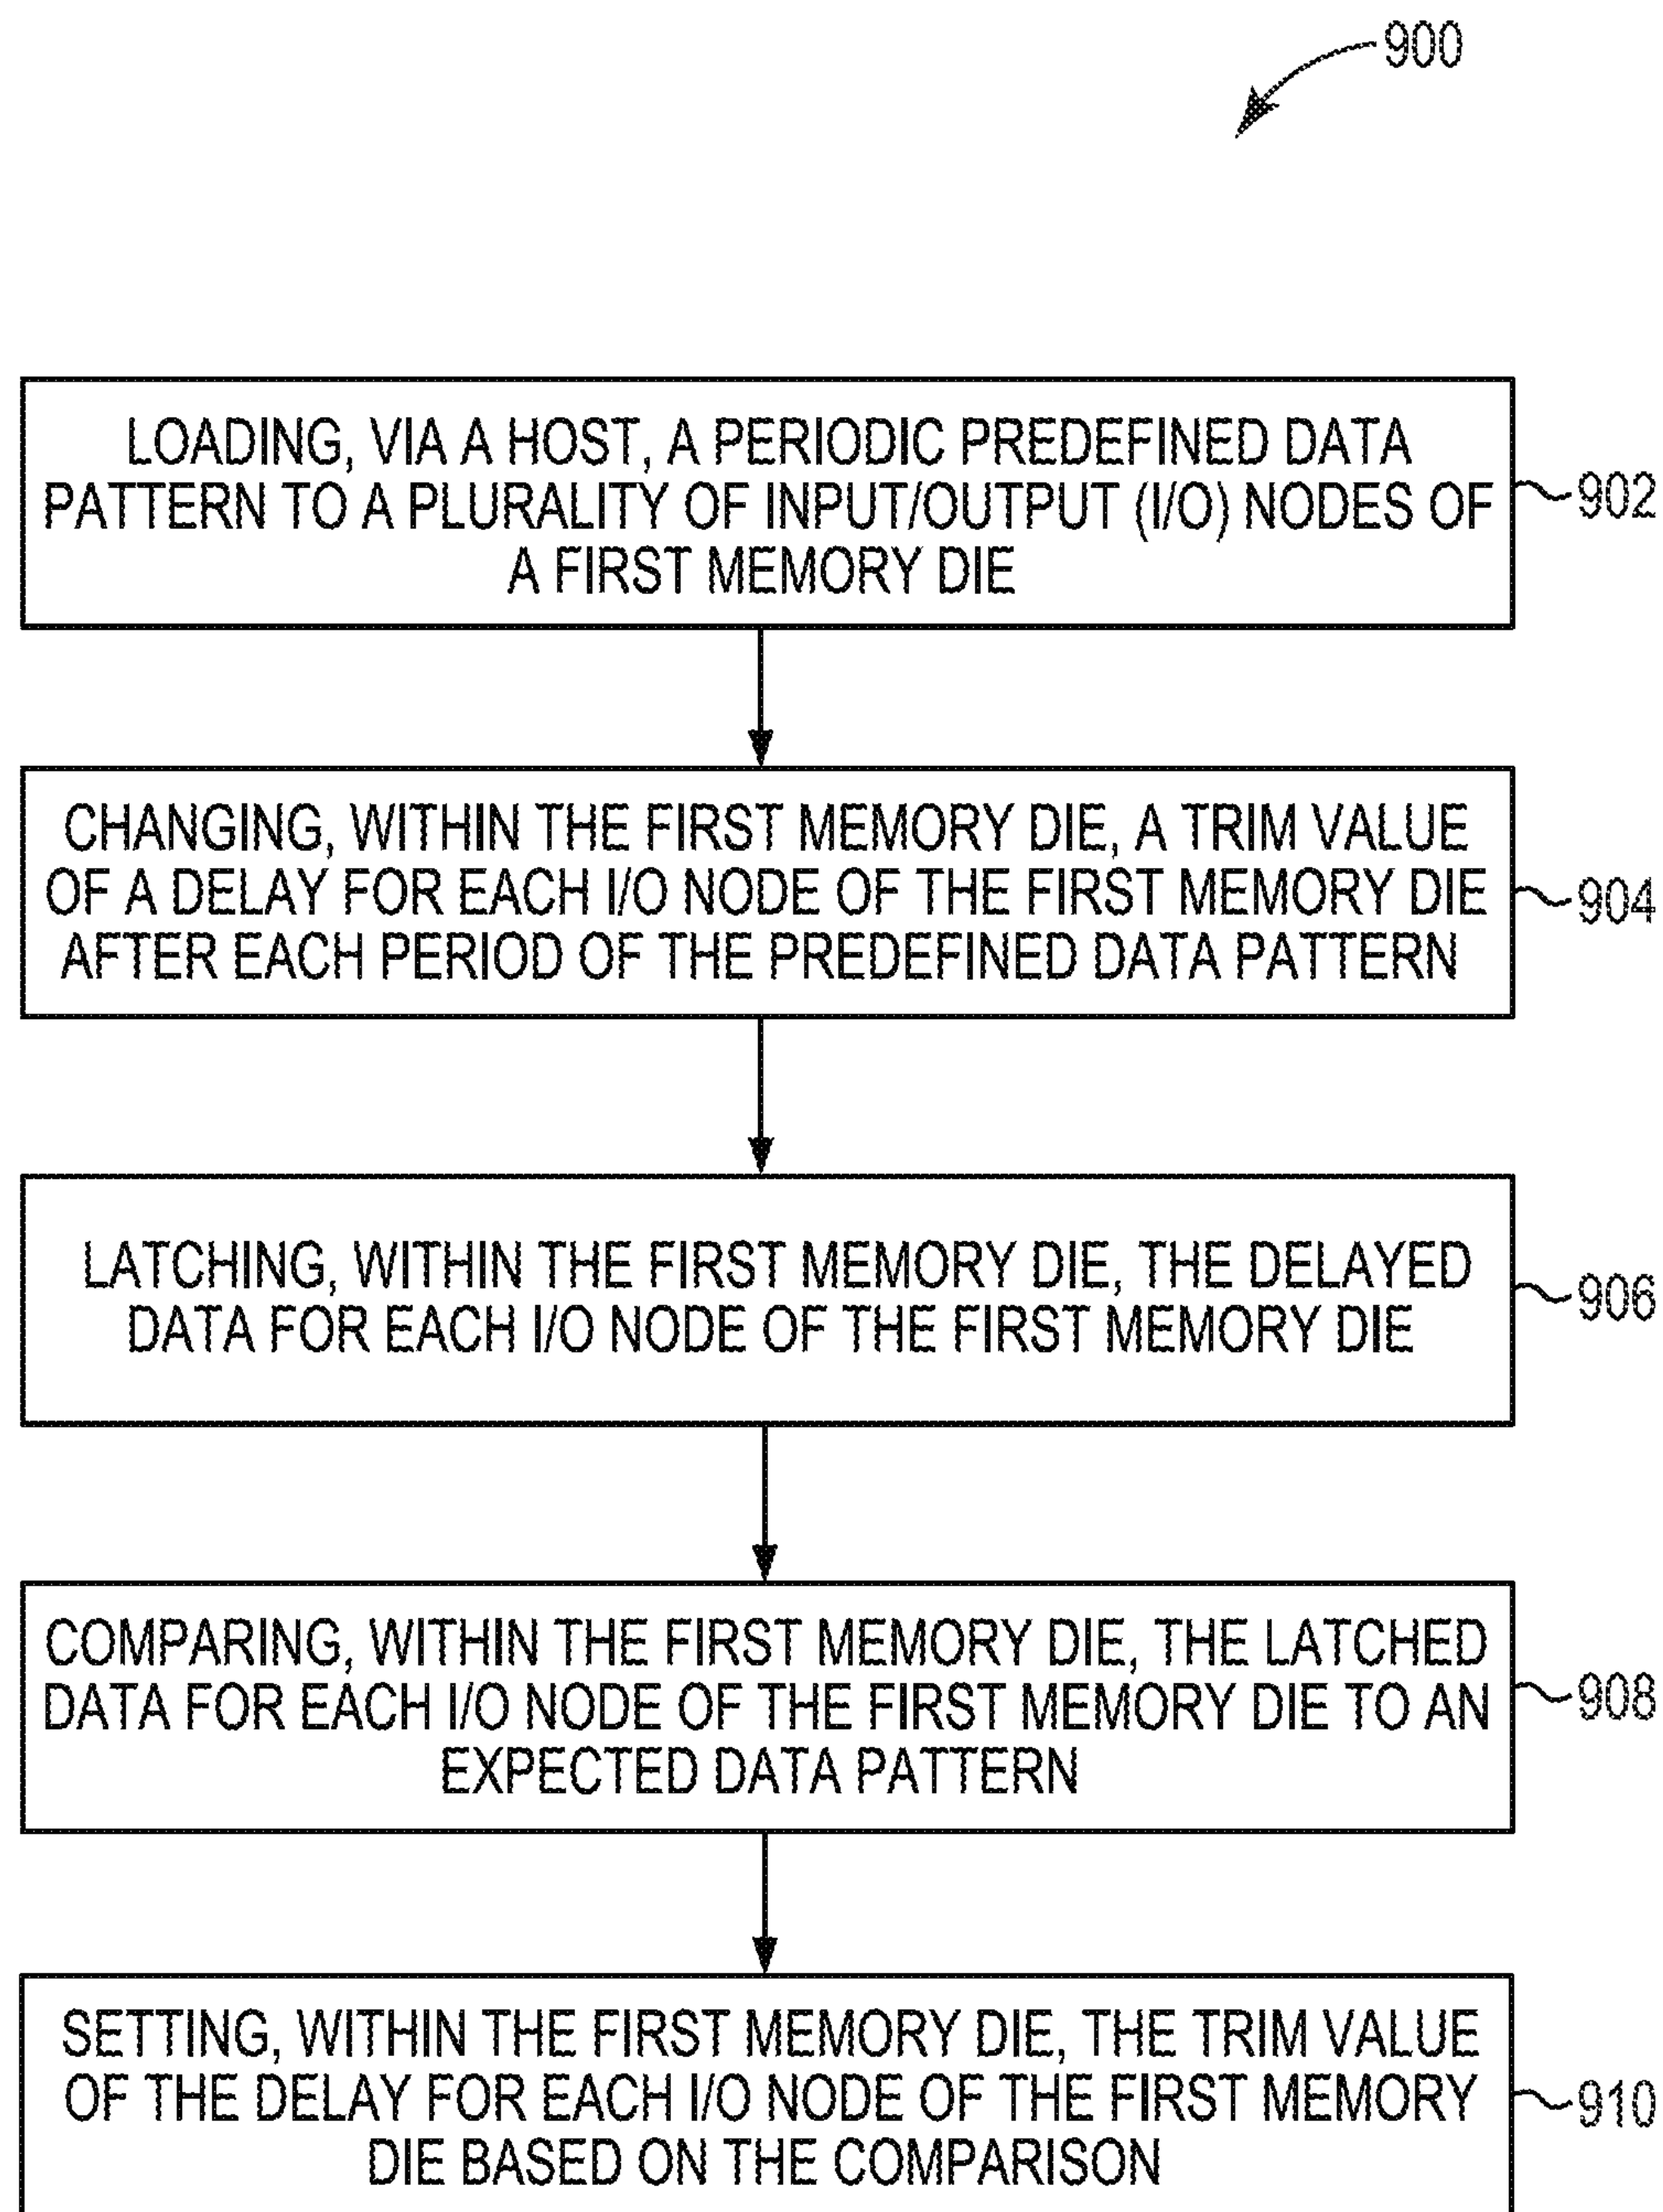 900
LOADING, VIA A HOST, A PERIODIC PREDEFINED DATA
PATTERN TO A PLURALITY OF INPUT/OUTPUT (I/O) NODES OF
A FIRST MEMORY DIE
902
CHANGING, WITHIN THE FIRST MEMORY DIE, A TRIM VALUE
OF A DELAY FOR EACH I/O NODE OF THE FIRST MEMORY DIE
AFTER EACH PERIOD OF THE PREDEFINED DATA PATTERN
904
LATCHING, WITHIN THE FIRST MEMORY DIE, THE DELAYED
DATA FOR EACH I/O NODE OF THE FIRST MEMORY DIE
906
COMPARING, WITHIN THE FIRST MEMORY DIE, THE LATCHED
DATA FOR EACH I/O NODE OF THE FIRST MEMORY DIE TO AN
EXPECTED DATA PATTERN
908
SETTING, WITHIN THE FIRST MEMORY DIE, THE TRIM VALUE
OF THE DELAY FOR EACH I/O NODE OF THE FIRST MEMORY
DIE BASED ON THE COMPARISON
910